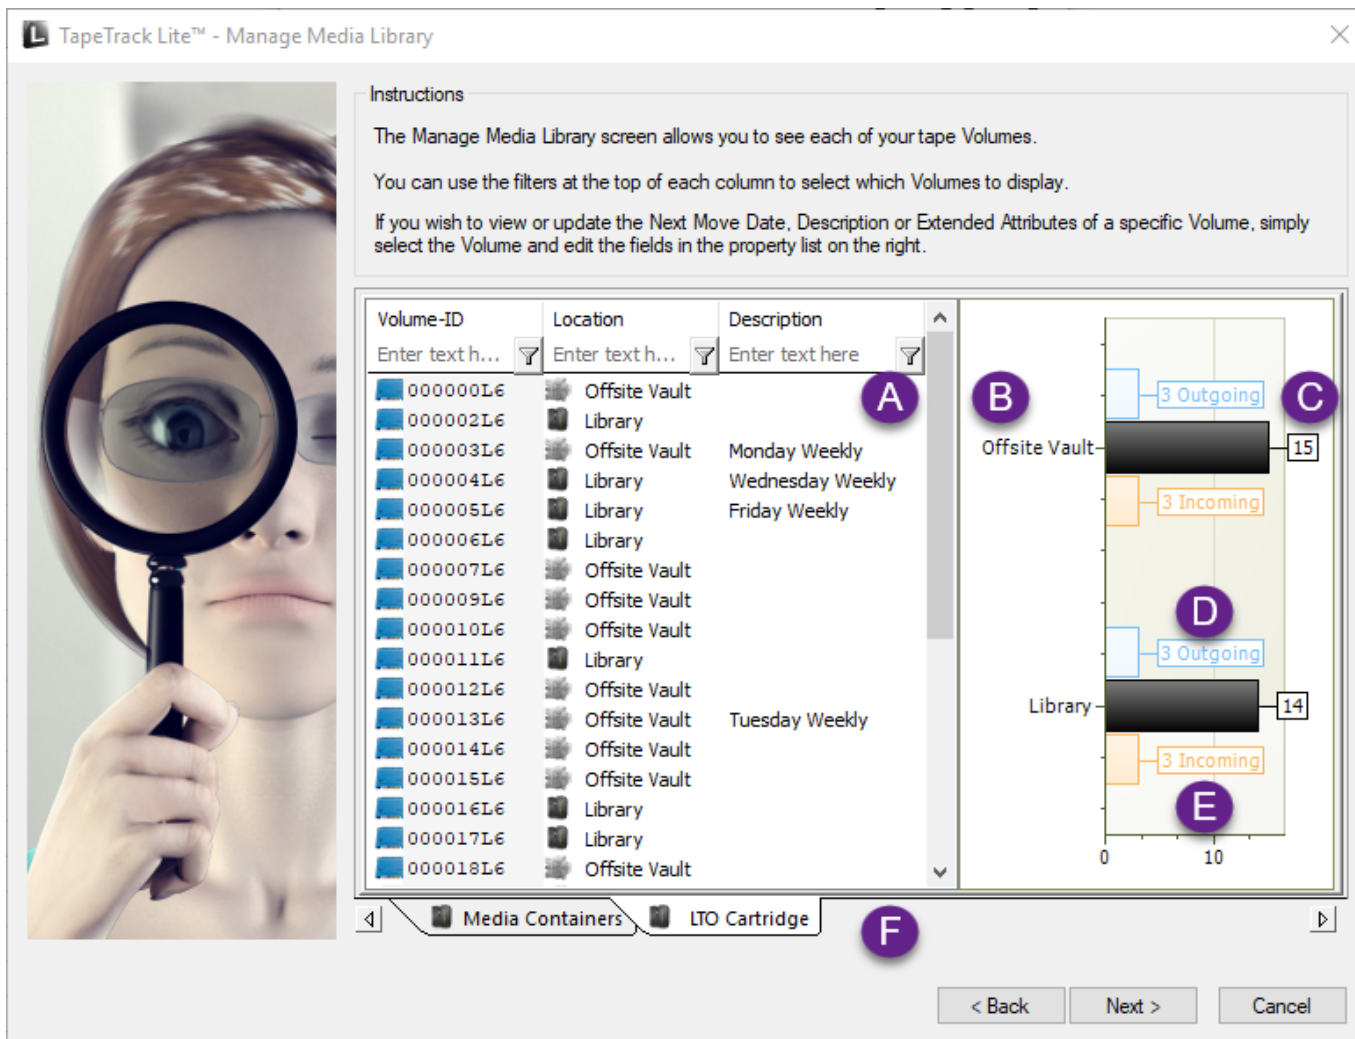 L TapeTrack Lite™ - Manage Media Library
Instructions
The Manage Media Library screen allows you to see each of your tape Volumes.
You can use the filters at the top of each column to select which Volumes to display.
If you wish to view or update the Next Move Date, Description or Extended Attributes of a specific Volume, simply
select the Volume and edit the fields in the property list on the right.
Volume-ID Location Description
Enter text h... Enter text h... Enter text here
000000L6 Offsite Vault
000002L6 Library
000003L6 Offsite Vault Monday Weekly
000004L6 Library Wednesday Weekly
000005L6 Library Friday Weekly
000006L6 Library
000007L6 Offsite Vault
000009L6 Offsite Vault
000010L6 Offsite Vault
000011L6 Library
000012L6 Offsite Vault
000013L6 Offsite Vault Tuesday Weekly
000014L6 Offsite Vault
000015L6 Offsite Vault
000016L6 Library
000017L6 Library
000018L6 Offsite Vault
A
B
C
3 Outgoing
Offsite Vault 15
3 Incoming
D
3 Outgoing
Library 14
3 Incoming
E
0 10
Media Containers LTO Cartridge
F
< Back Next > Cancel